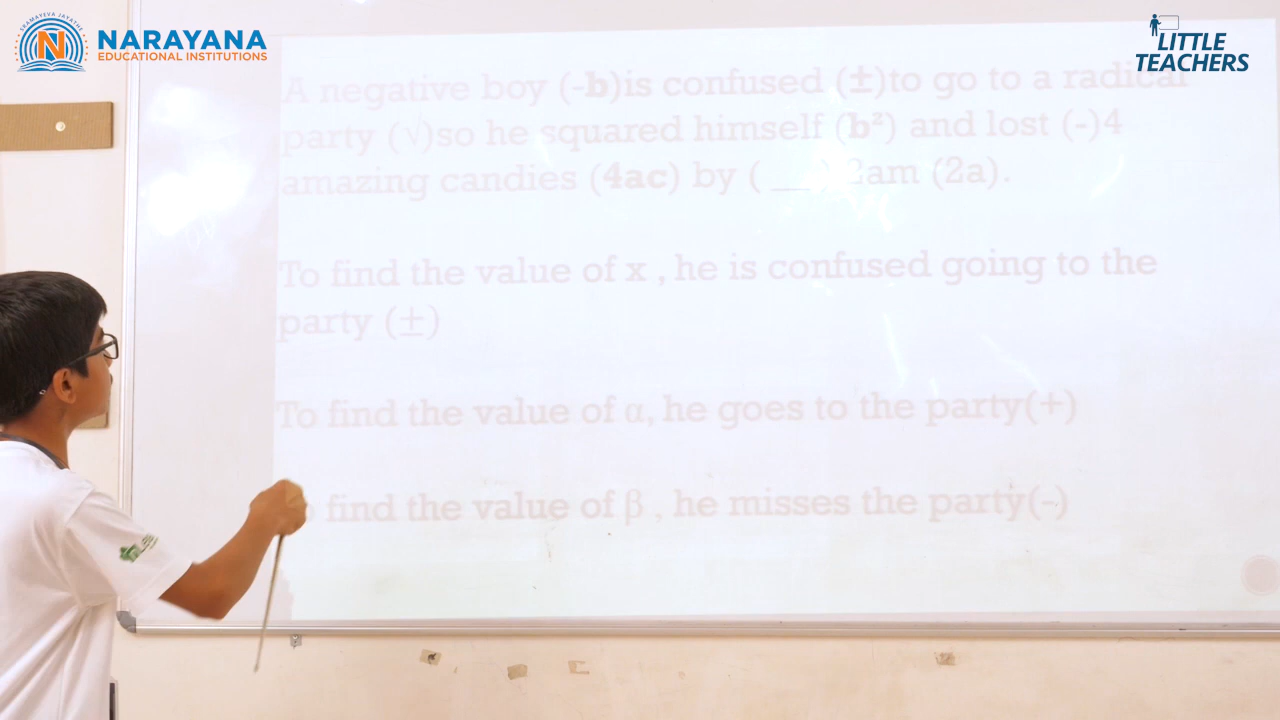 SRAMAYEVA JAYATHI
N
NARAYANA
EDUCATIONAL INSTITUTIONS
LITTLE
TEACHERS
A negative boy (-b)is confused (±)to go to a radical
party (√)so he squared himself (b²) and lost (-)4
amazing candies (4ac) by ( __ ) 2am (2a).
To find the value of x , he is confused going to the
party (±)
To find the value of α, he goes to the party(+)
find the value of β , he misses the party(-)